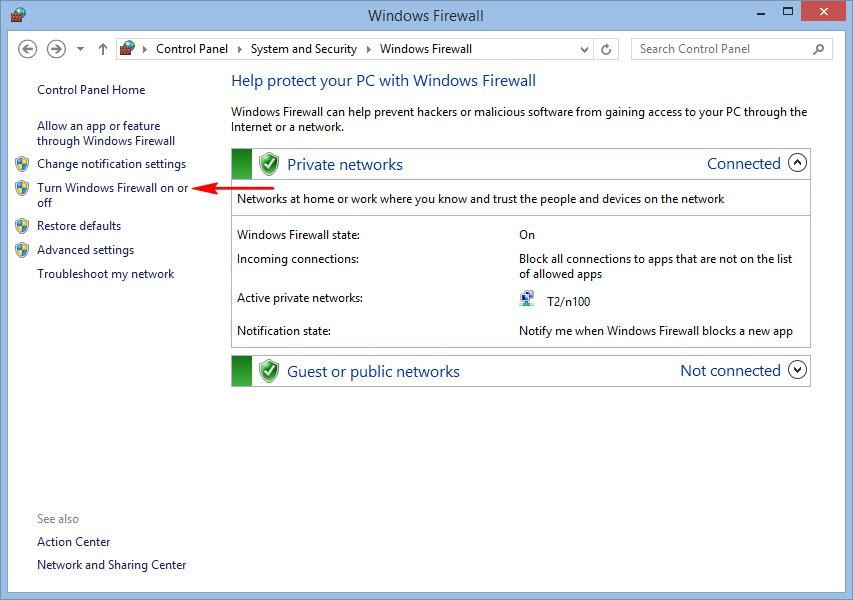 Windows Firewall
Control Panel System and Security Windows Firewall
Search Control Panel
Control Panel Home
Allow an app or feature
through Windows Firewall
Change notification settings
Turn Windows Firewall on or
off
Restore defaults
Advanced settings
Troubleshoot my network
See also
Action Center
Network and Sharing Center
Help protect your PC with Windows Firewall
Windows Firewall can help prevent hackers or malicious software from gaining access to your PC through the
Internet or a network.
Private networks Connected
Networks at home or work where you know and trust the people and devices on the network
Windows Firewall state: On
Incoming connections: Block all connections to apps that are not on the list
of allowed apps
Active private networks: T2/n100
Notification state: Notify me when Windows Firewall blocks a new app
Guest or public networks Not connected